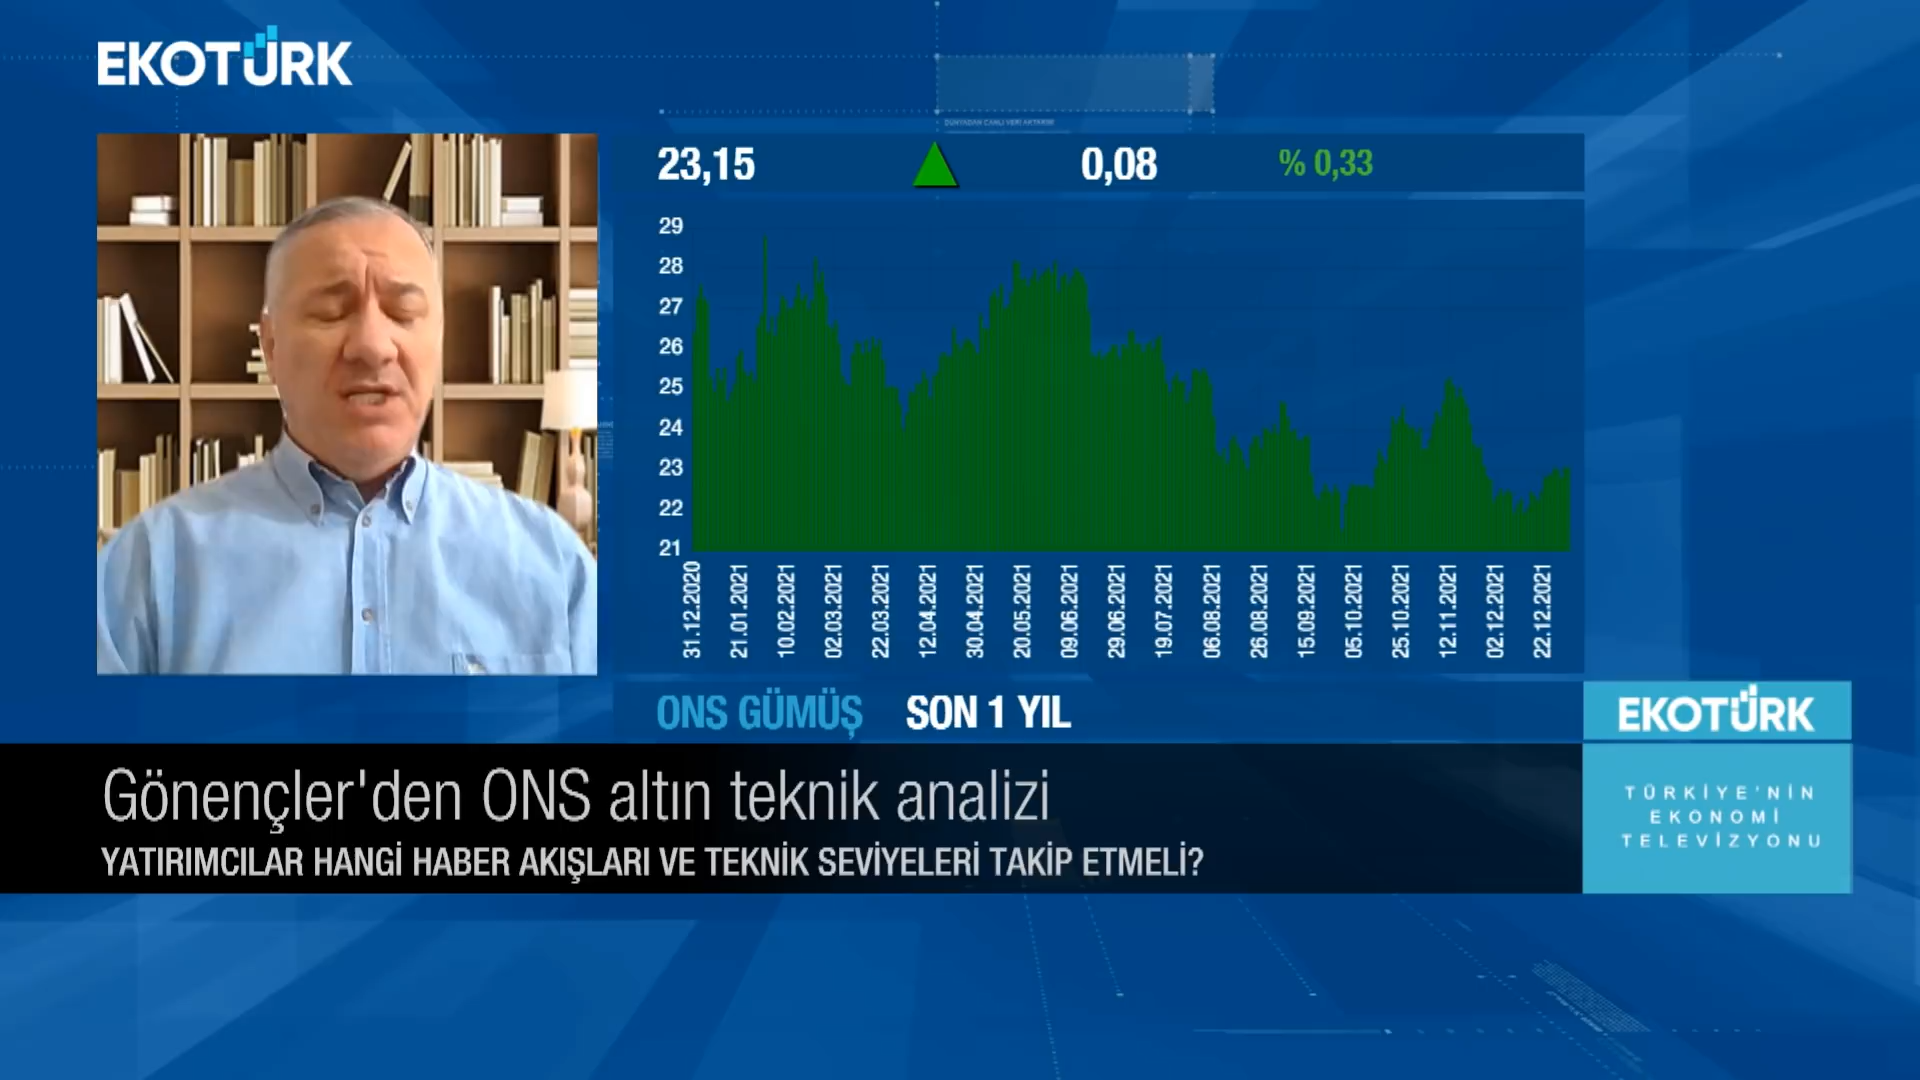 EKOTÜRK
DÜNYADAN CANLI VERİ AKTARIMI
23,15 0,08 % 0,33
29
28
27
26
25
24
23
22
21
31.12.2020
21.01.2021
10.02.2021
02.03.2021
22.03.2021
12.04.2021
30.04.2021
20.05.2021
09.06.2021
29.06.2021
19.07.2021
06.08.2021
26.08.2021
15.09.2021
05.10.2021
25.10.2021
12.11.2021
02.12.2021
22.12.2021
ONS GÜMÜŞ SON 1 YIL
EKOTÜRK
Gönençler'den ONS altın teknik analizi
YATIRIMCILAR HANGİ HABER AKIŞLARI VE TEKNİK SEVİYELERİ TAKİP ETMELİ?
TÜRKİYE'NİN
EKONOMİ
TELEVİZYONU